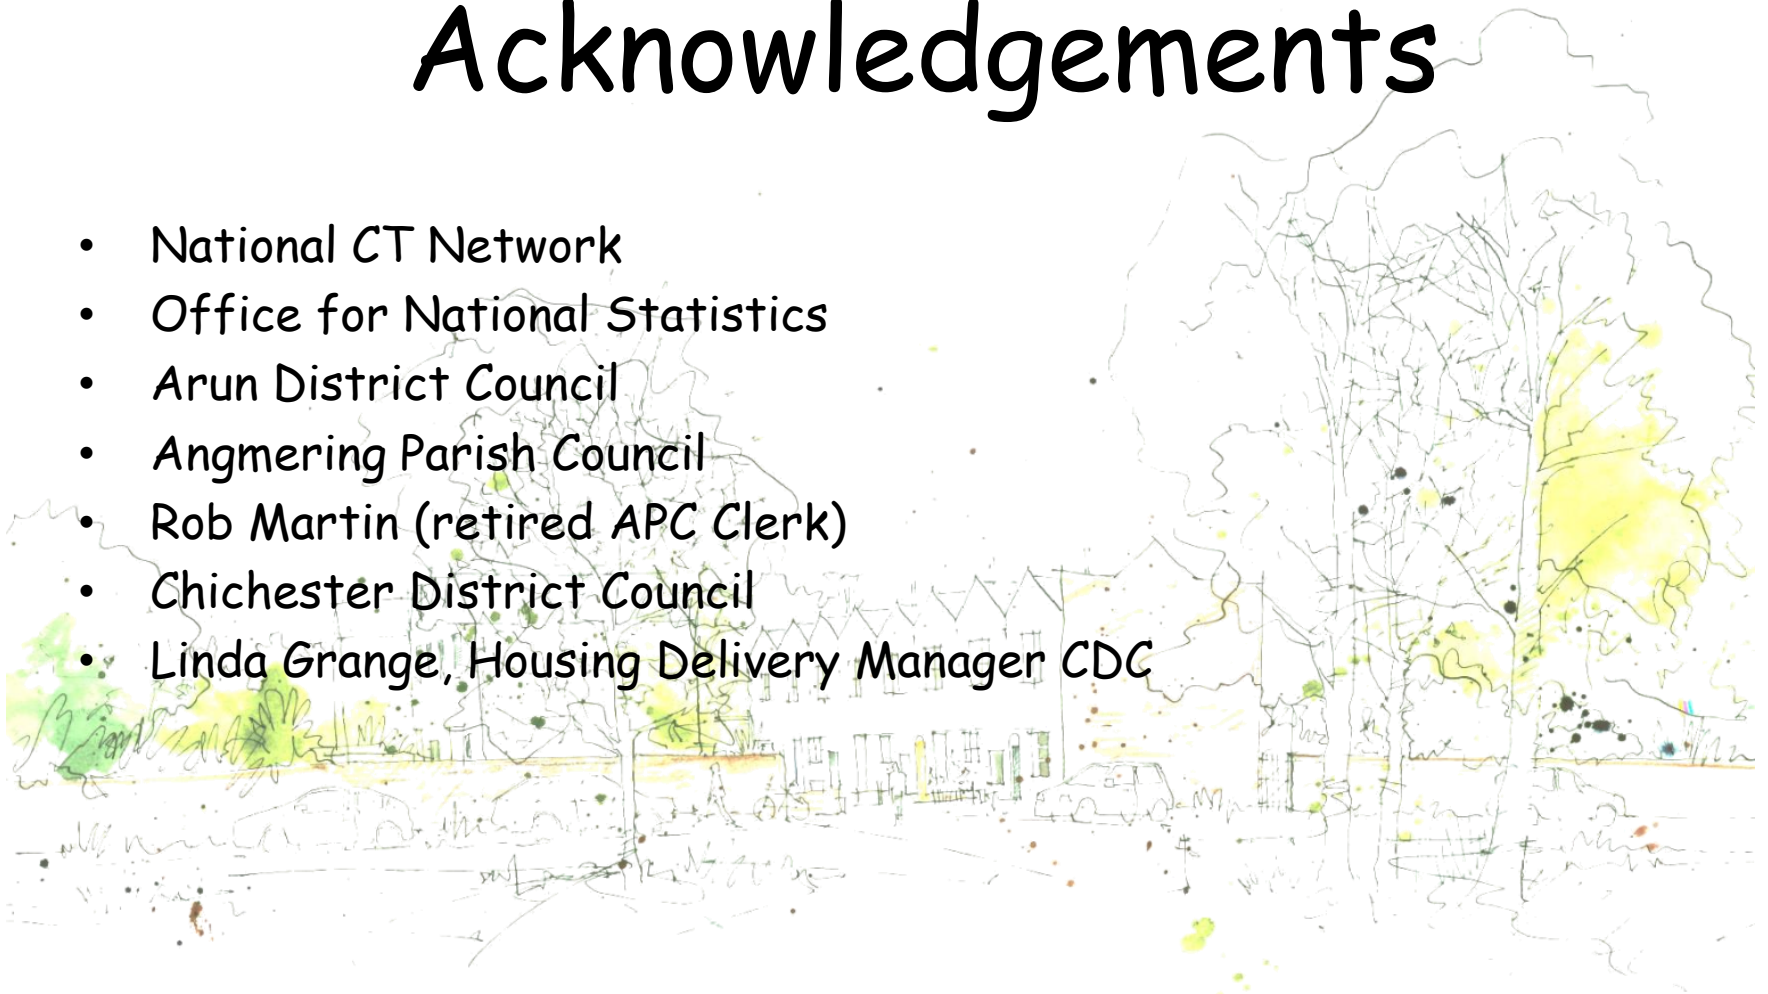 Acknowledgements
• National CT Network
• Office for National Statistics
• Arun District Council
• Angmering Parish Council
• Rob Martin (retired APC Clerk)
• Chichester District Council
• Linda Grange, Housing Delivery Manager CDC